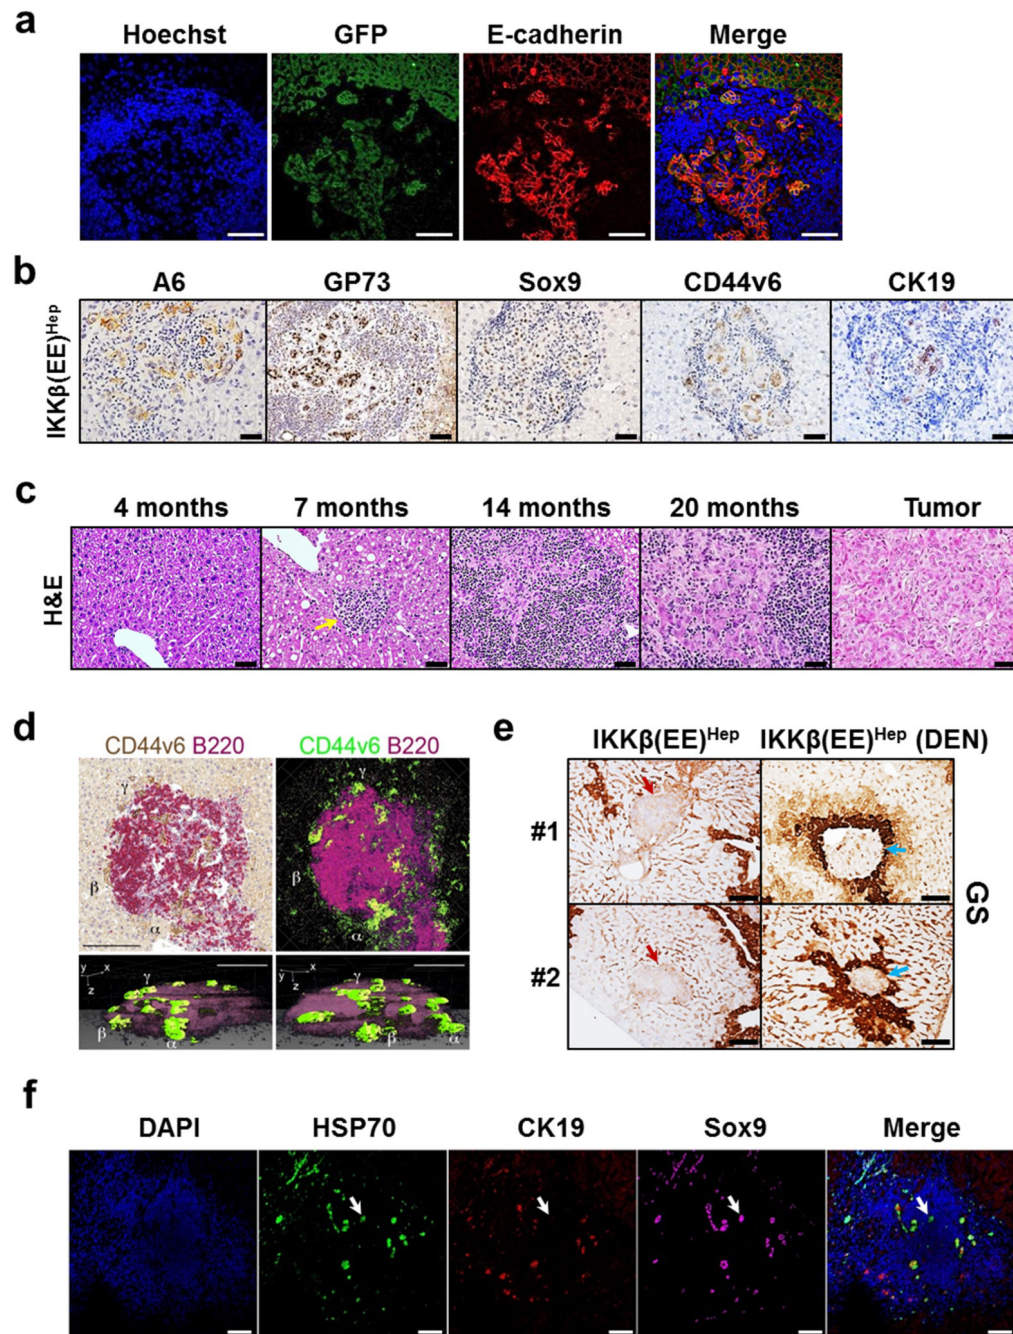 a
Hoechst GFP E-cadherin Merge
b
A6 GP73 Sox9 CD44v6 CK19
IKKβ(EE)Hep
c
4 months 7 months 14 months 20 months Tumor
H&E
d
CD44v6 B220 CD44v6 B220
γ γ
β β
α α
y x z γ γ
β α β α
e
IKKβ(EE)Hep IKKβ(EE)Hep (DEN)
#1
#2
GS
f
DAPI HSP70 CK19 Sox9 Merge